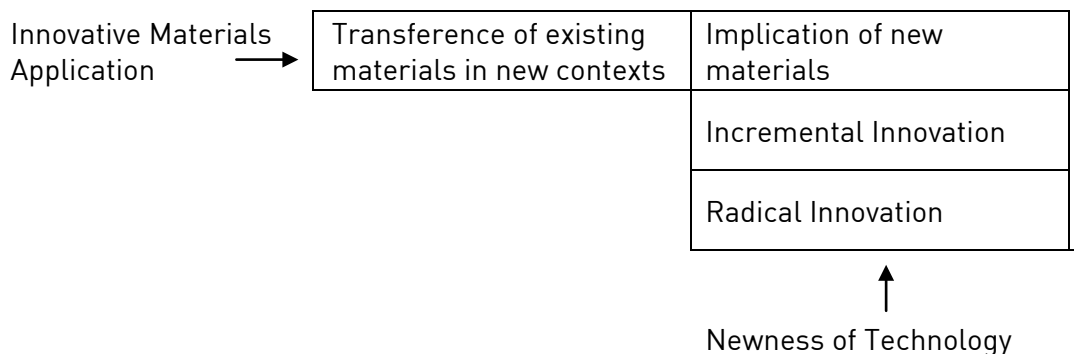 Innovative Materials
Application
Transference of existing
materials in new contexts
Implication of new
materials
Incremental Innovation
Radical Innovation
Newness of Technology